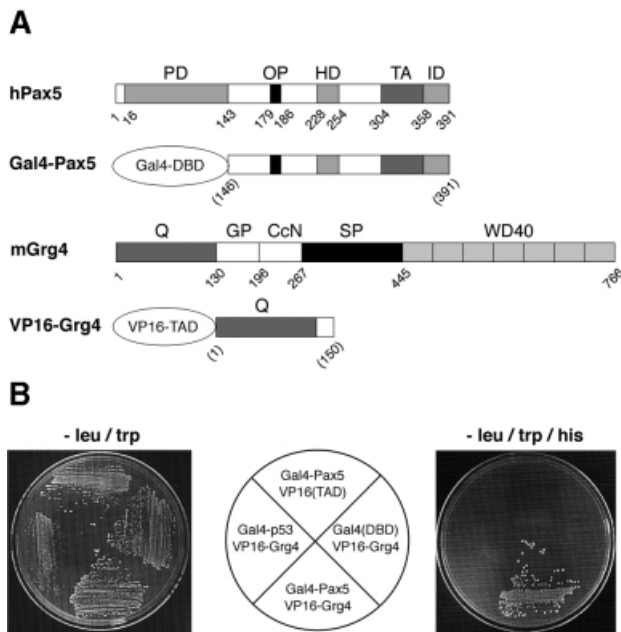 A
PD OP HD TA ID
hPax5
1 16 143 179 186 228 254 304 358 391
Gal4-Pax5
Gal4-DBD
(146) (391)
Q GP CcN SP WD40
mGrg4
1 130 196 267 445 766
Q
VP16-Grg4
VP16-TAD
(1) (150)
B
- leu / trp
- leu / trp / his
Gal4-Pax5
VP16(TAD)
Gal4-p53
VP16-Grg4
Gal4(DBD)
VP16-Grg4
Gal4-Pax5
VP16-Grg4